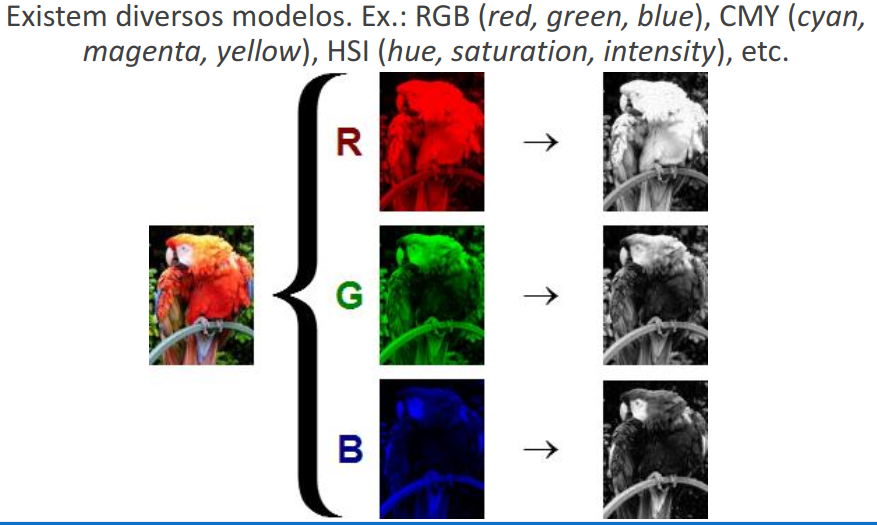 Existem diversos modelos. Ex.: RGB (red, green, blue), CMY (cyan,
magenta, yellow), HSI (hue, saturation, intensity), etc.
R
G
B